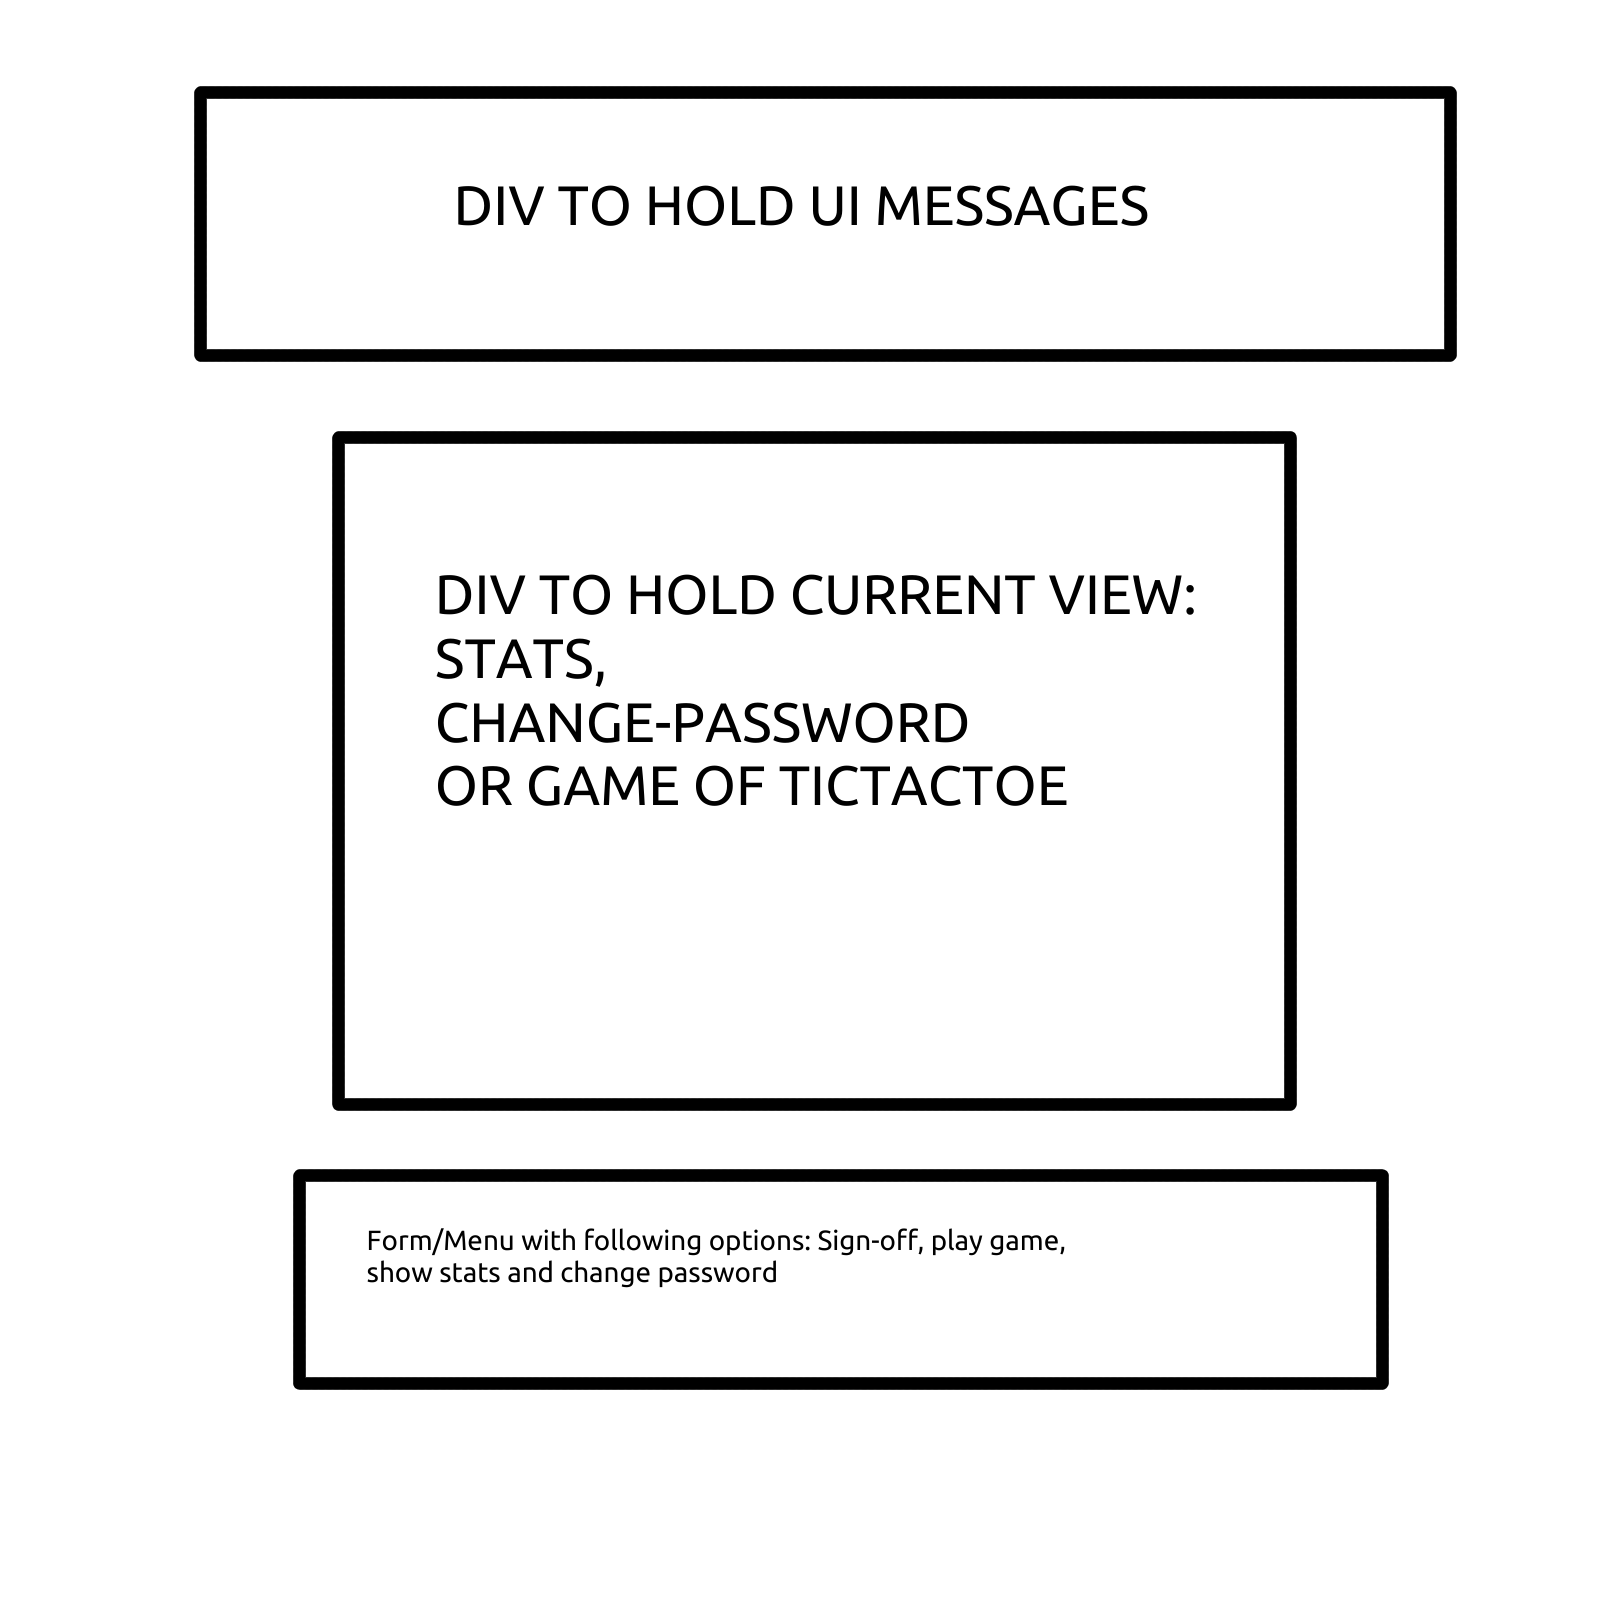 DIV TO HOLD UI MESSAGES
DIV TO HOLD CURRENT VIEW:
STATS,
CHANGE-PASSWORD
OR GAME OF TICTACTOE
Form/Menu with following options: Sign-off, play game,
show stats and change password